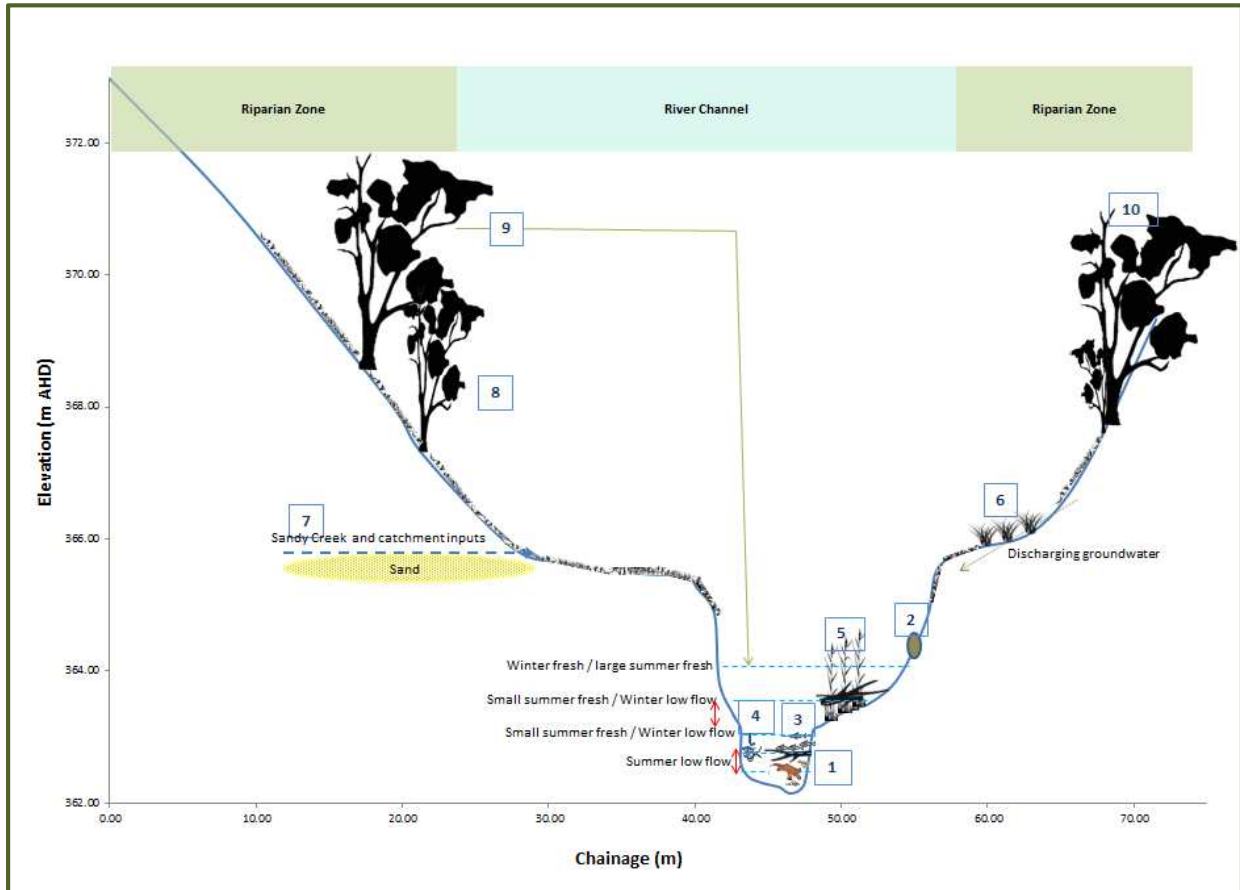 Riparian Zone
River Channel
Riparian Zone
372.00
10
9
370.00
Elevation (m AHD)
8
368.00
7
6
Sandy Creek and catchment inputs
366.00
Discharging groundwater
Sand
5
2
364.00
Winter fresh / large summer fresh
Small summer fresh / Winter low flow
4
3
Small summer fresh / Winter low flow
Summer low flow
1
362.00
0.00
10.00
20.00
30.00
40.00
50.00
60.00
70.00
Chainage (m)